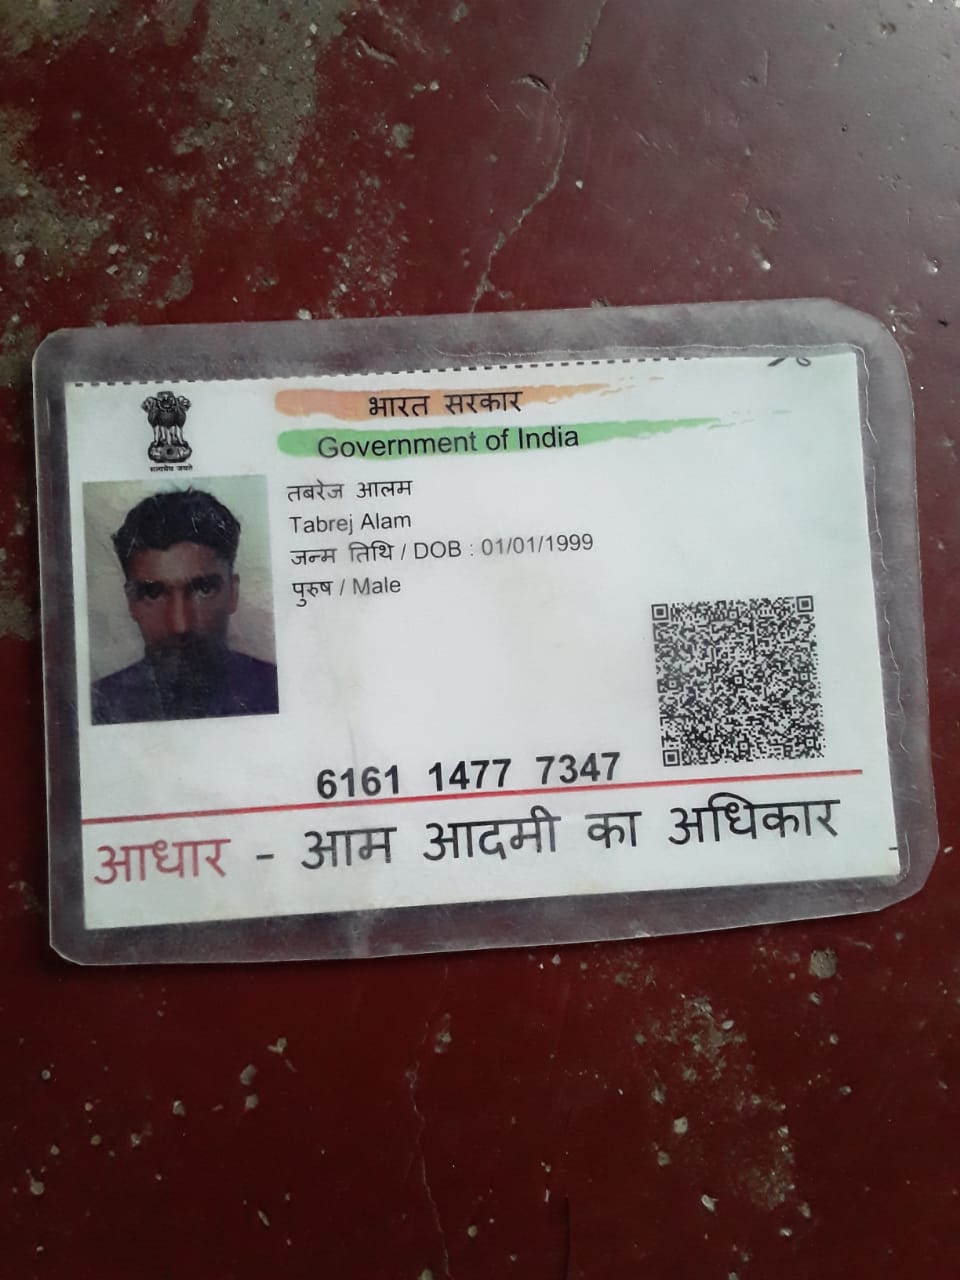 भारत सरकार
Government of India
सत्यमेव जयते
तबरेज आलम
Tabrej Alam
जन्म तिथि / DOB : 01/01/1999
पुरुष / Male
6161 1477 7347
आधार - आम आदमी का अधिकार